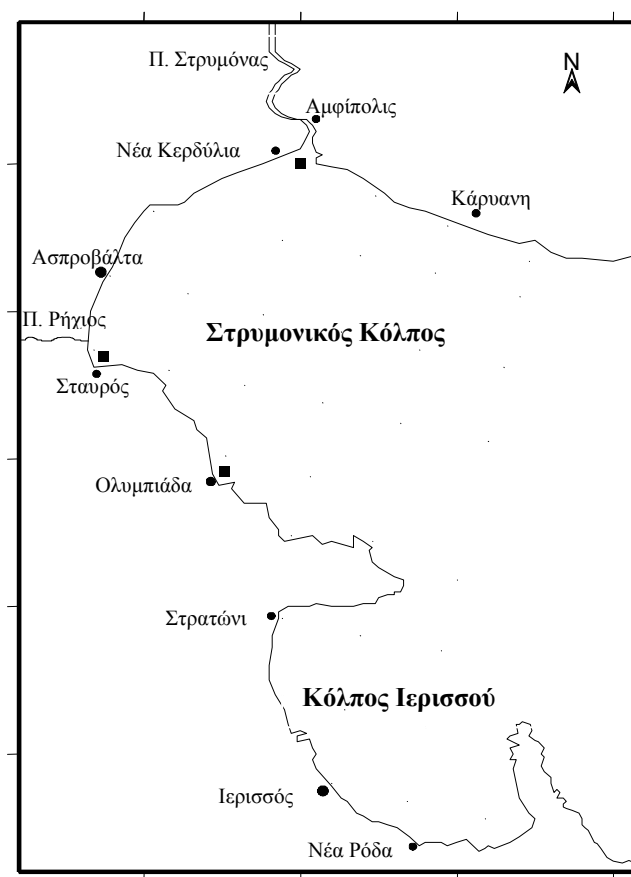 Π. Στρυμόνας
N
Αμφίπολις
Νέα Κερδύλια
Κάρυανη
Ασπροβάλτα
Π. Ρήχιος
Στρυμονικός Κόλπος
Σταυρός
Ολυμπιάδα
Στρατώνι
Κόλπος Ιερισσού
Ιερισσός
Νέα Ρόδα